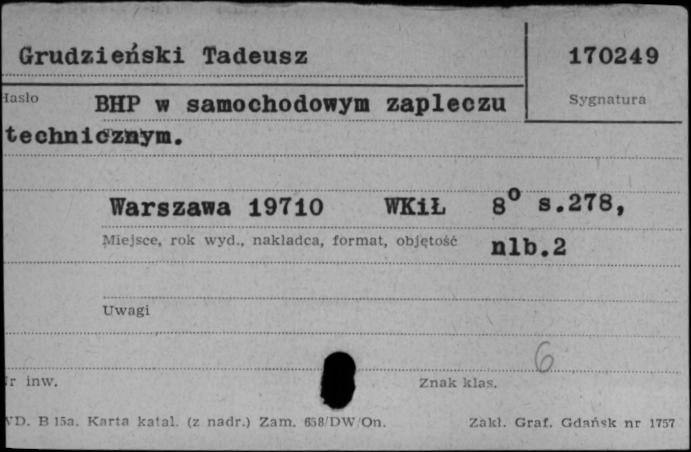 Grudzieński Tadeusz 170249
Hasło BHP w samochodowym zapleczu Sygnatura
technicznym.
Warszawa 19710 WKiŁ 8° s.278,
Miejsce, rok wyd., nakładca, format, objętość nlb.2
Uwagi
6
Nr inw. Znak klas.
WD. B 15a. Karta katal. (z nadr.) Zam. 658/DW/On. Zakł. Graf. Gdańsk nr 1757